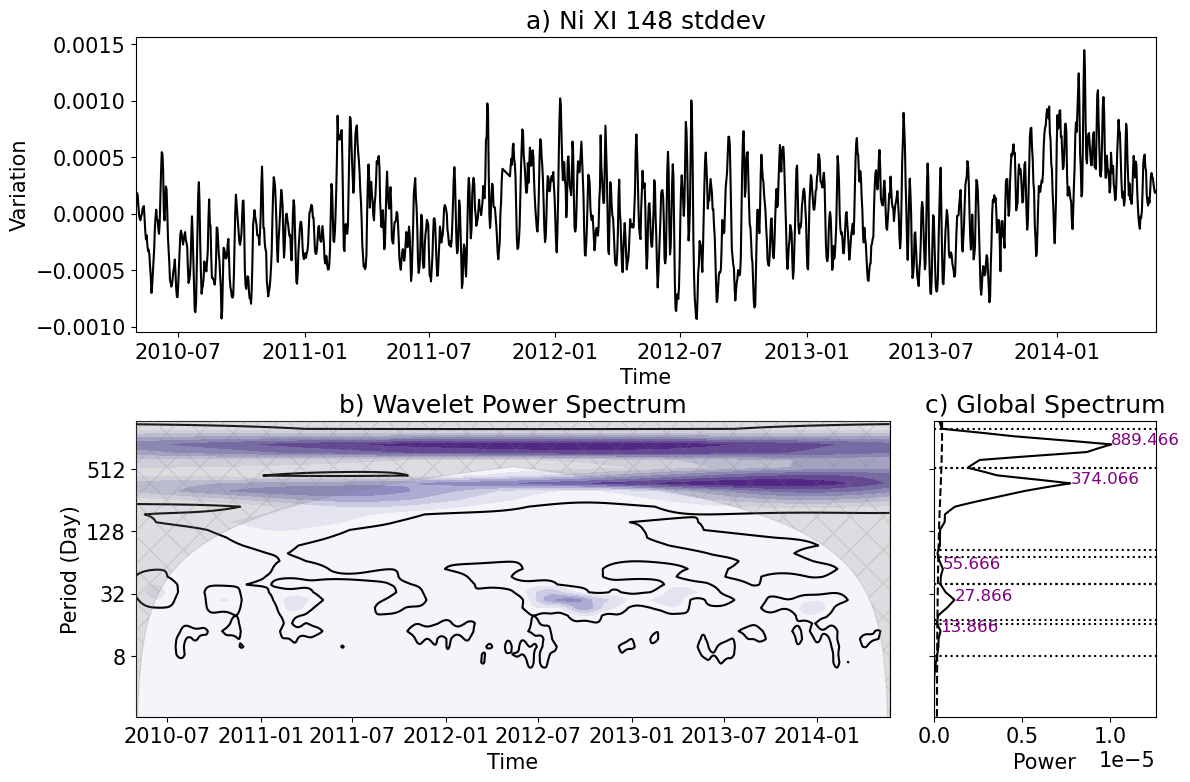 a) Ni XI 148 stddev
0.0015
0.0010
0.0005
0.0000
−0.0005
−0.0010
Variation
2010-07 2011-01 2011-07 2012-01 2012-07 2013-01 2013-07 2014-01
Time
b) Wavelet Power Spectrum
512
128
32
8
Period (Day)
2010-07 2011-01 2011-07 2012-01 2012-07 2013-01 2013-07 2014-01
Time
c) Global Spectrum
889.466
374.066
55.666
27.866
13.866
0.0 0.5 1.0
Power 1e−5